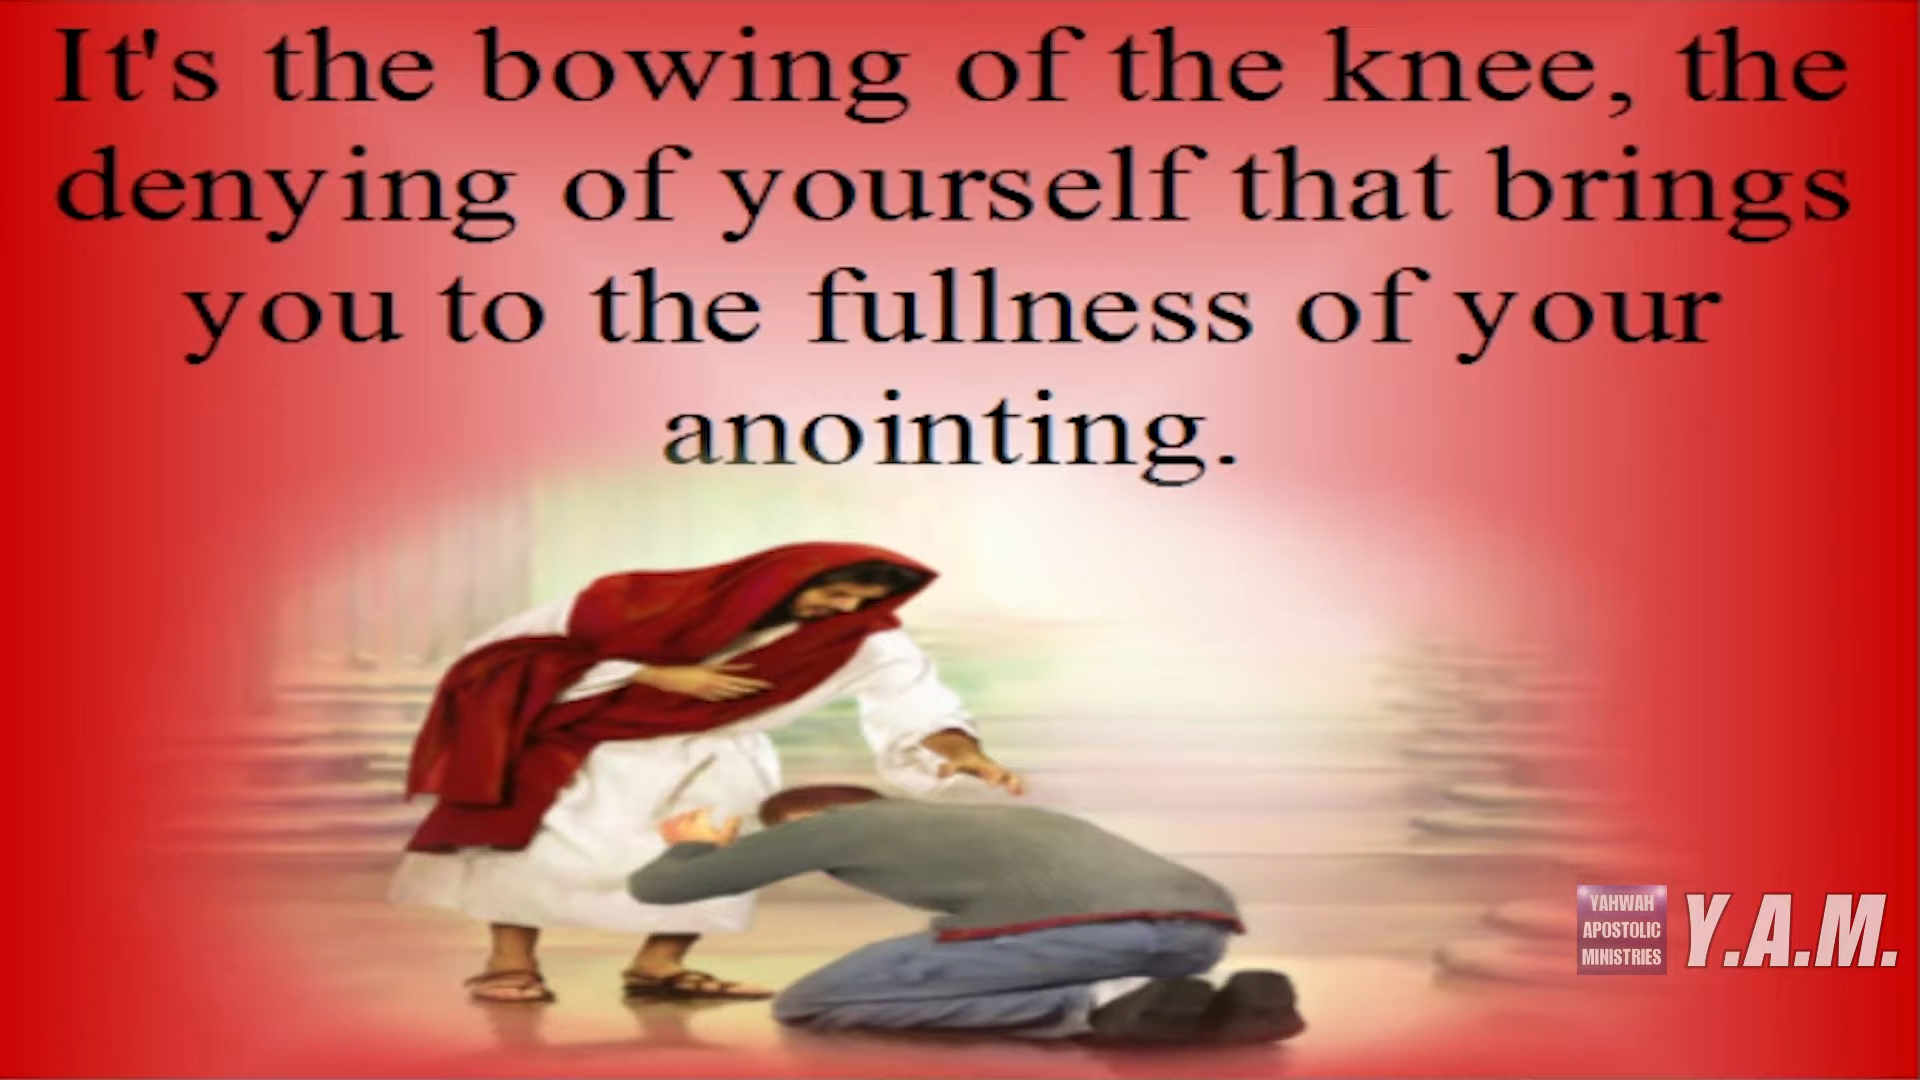 It's the bowing of the knee, the
denying of yourself that brings
you to the fullness of your
anointing.
YAHWAH
APOSTOLIC
MINISTRIES
Y.A.M.